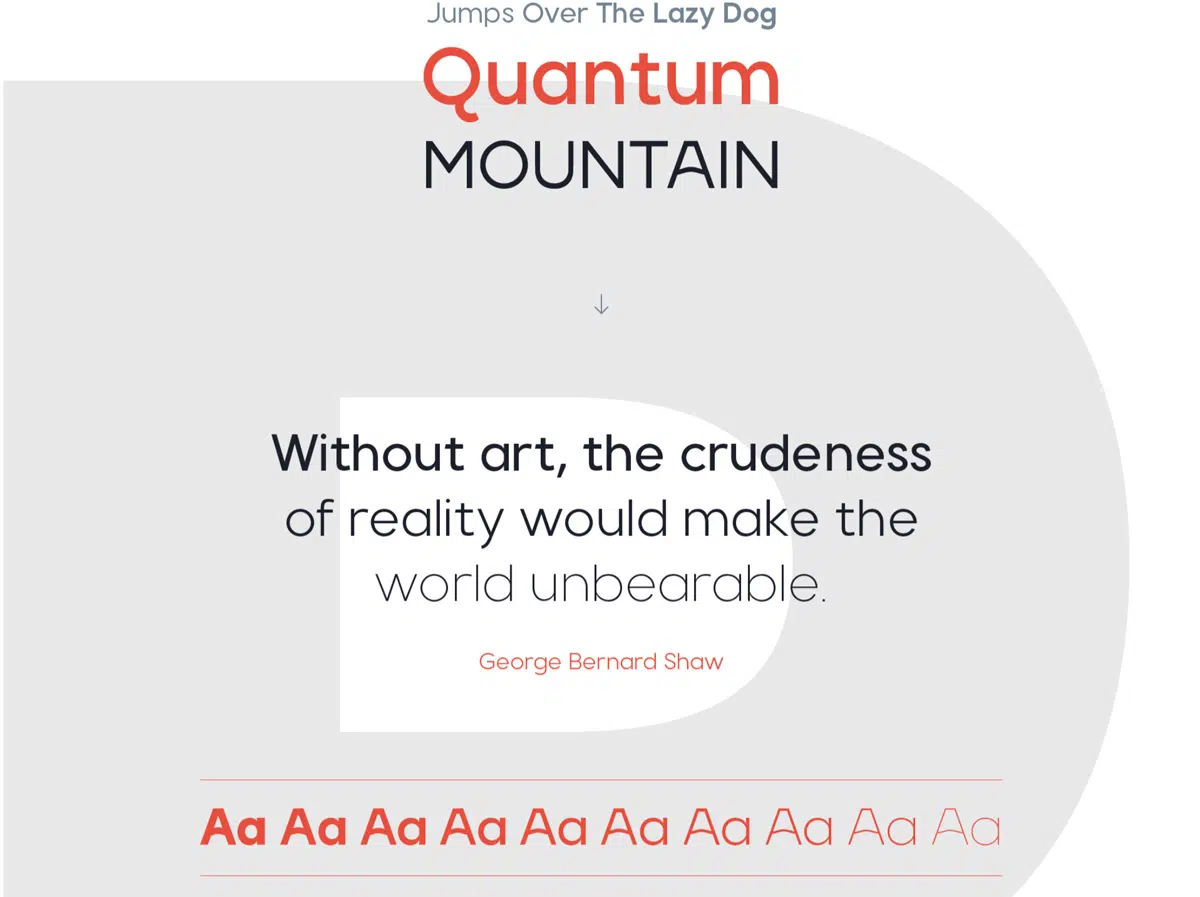 Jumps Over The Lazy Dog
Quantum
MOUNTAIN
↓
Without art, the crudeness
of reality would make the
world unbearable.
George Bernard Shaw
Aa Aa Aa Aa Aa Aa Aa Aa Aa Aa